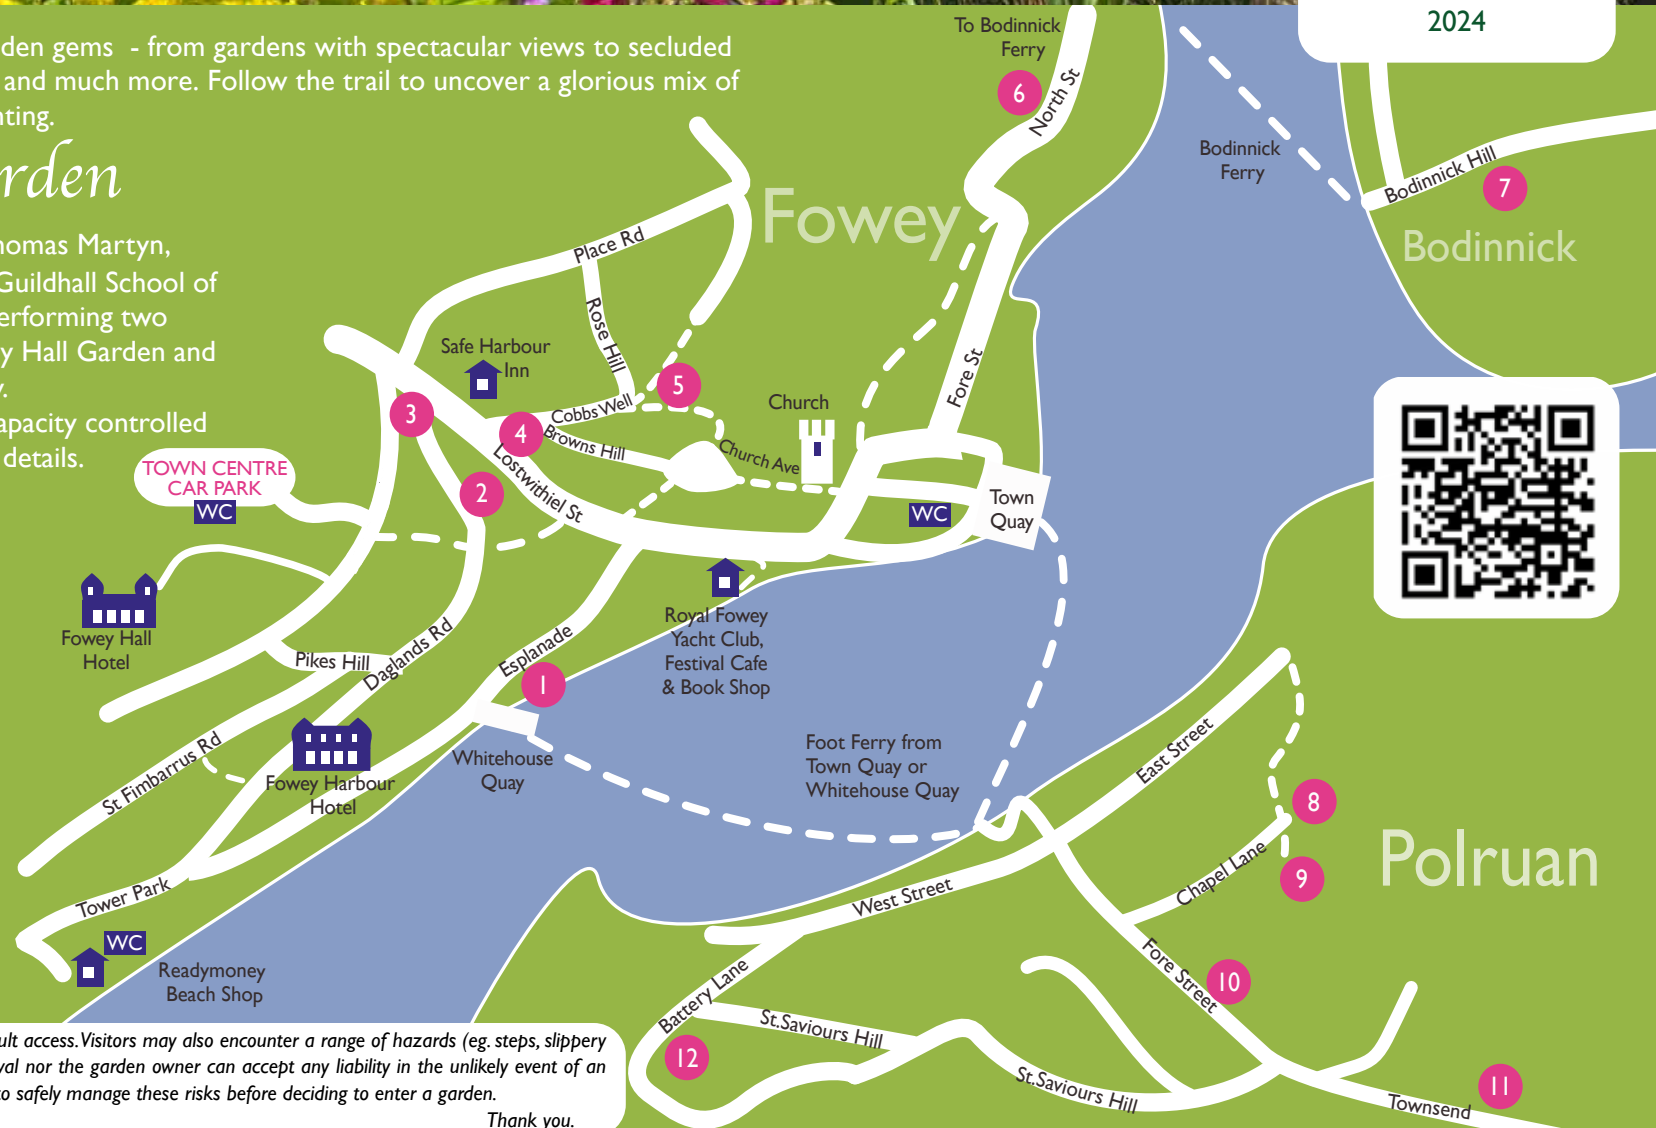 2024
den gems - from gardens with spectacular views to secluded
and much more. Follow the trail to uncover a glorious mix of
nting.
rden
homas Martyn,
Guildhall School of
erforming two
y Hall Garden and
y.
apacity controlled
details.
To Bodinnick
Ferry
6
North St
Bodinnick
Ferry
Bodinnick Hill
7
Bodinnick
Fowey
Place Rd
Rose Hill
Safe Harbour
Inn
3
4
5
Cobbs Well
Browns Hill
Church
Church Ave
Fore St
TOWN CENTRE
CAR PARK
WC
2
Lostwithiel St
WC
Town
Quay
Fowey Hall
Hotel
Pikes Hill
Daglands Rd
Esplanade
1
Royal Fowey
Yacht Club,
Festival Cafe
& Book Shop
St Fimbarrus Rd
Fowey Harbour
Hotel
Whitehouse
Quay
Foot Ferry from
Town Quay or
Whitehouse Quay
East Street
8
Polruan
Chapel Lane
9
Tower Park
WC
Readymoney
Beach Shop
West Street
Fore Street
10
Battery Lane
St.Saviours Hill
12
St.Saviours Hill
11
Townsend
ult access. Visitors may also encounter a range of hazards (eg. steps, slippery
val nor the garden owner can accept any liability in the unlikely event of an
to safely manage these risks before deciding to enter a garden.
Thank you.